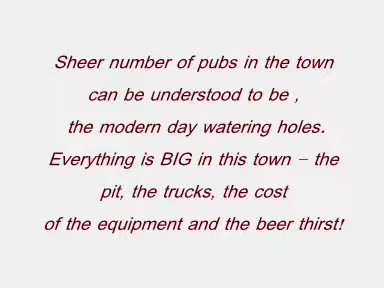 Sheer number of pubs in the town
can be understood to be ,
the modern day watering holes.
Everything is BIG in this town – the
pit, the trucks, the cost
of the equipment and the beer thirst!